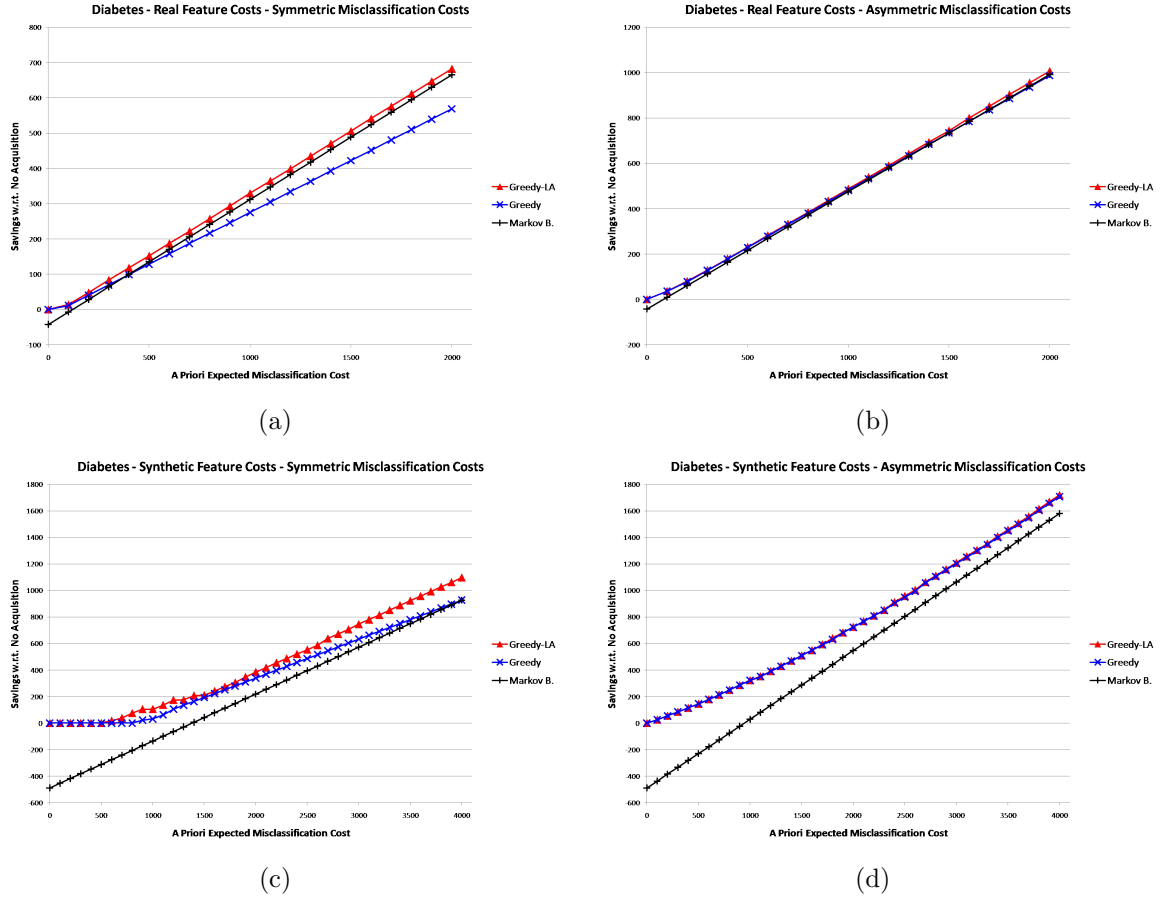 Diabetes - Real Feature Costs - Symmetric Misclassification Costs
Savings w.r.t. No Acquisition
800
700
600
500
400
300
200
100
0
-100
0 500 1000 1500 2000
A Priori Expected Misclassification Cost
Greedy-LA
Greedy
Markov B.
(a)
Diabetes - Real Feature Costs - Asymmetric Misclassification Costs
Savings w.r.t. No Acquisition
1200
1000
800
600
400
200
0
-200
0 500 1000 1500 2000
A Priori Expected Misclassification Cost
Greedy-LA
Greedy
Markov B.
(b)
Diabetes - Synthetic Feature Costs - Symmetric Misclassification Costs
Savings w.r.t. No Acquisition
1800
1600
1400
1200
1000
800
600
400
200
0
-200
-400
-600
0 500 1000 1500 2000 2500 3000 3500 4000
A Priori Expected Misclassification Cost
Greedy-LA
Greedy
Markov B.
(c)
Diabetes - Synthetic Feature Costs - Asymmetric Misclassification Costs
Savings w.r.t. No Acquisition
1800
1600
1400
1200
1000
800
600
400
200
0
-200
-400
-600
0 500 1000 1500 2000 2500 3000 3500 4000
A Priori Expected Misclassification Cost
Greedy-LA
Greedy
Markov B.
(d)